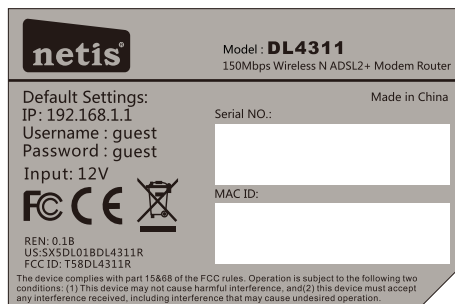 netis®
Model : DL4311
150Mbps Wireless N ADSL2+ Modem Router
Default Settings:
IP: 192.168.1.1
Username : guest
Password : guest
Input: 12V
Made in China
Serial NO.:
MAC ID:
FC CE
REN: 0.1B
US:SX5DL01BDL4311R
FCC ID: T58DL4311R
The device complies with part 15&68 of the FCC rules. Operation is subject to the following two
conditions: (1) This device may not cause harmful interference, and(2) this device must accept
any interference received, including interference that may cause undesired operation.